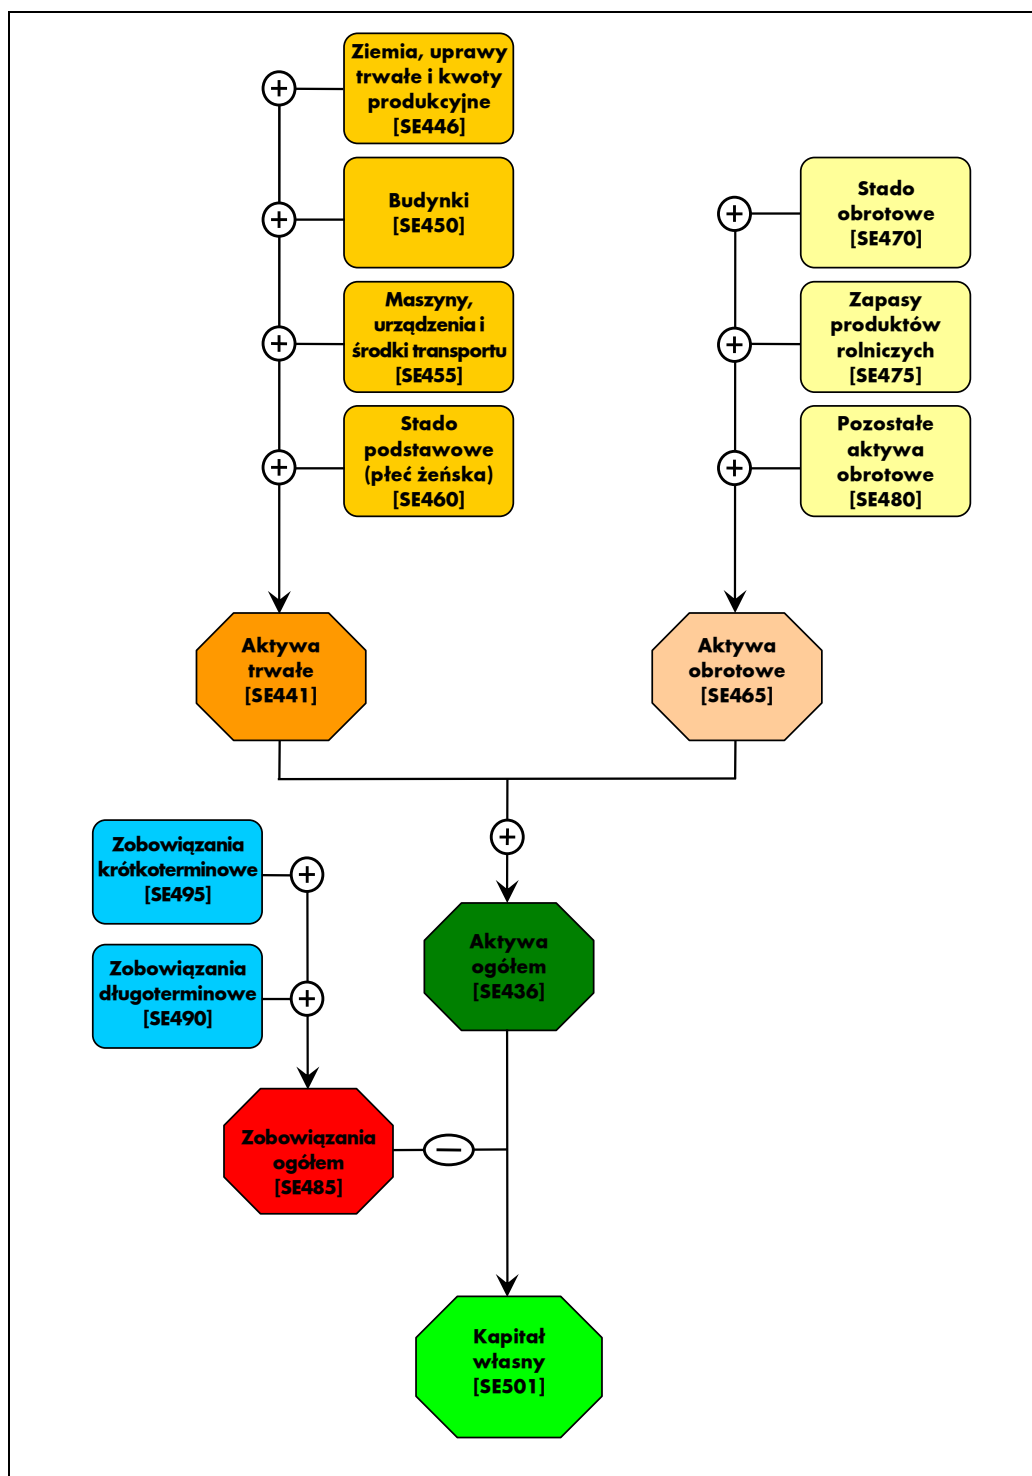 Ziemia, uprawy
trwałe i kwoty
produkcyjne
[SE446]
Budynki
[SE450]
Maszyny,
urządzenia i
środki transportu
[SE455]
Stado
podstawowe
(płeć żeńska)
[SE460]
Stado
obrotowe
[SE470]
Zapasy
produktów
rolniczych
[SE475]
Pozostałe
aktywa
obrotowe
[SE480]
Aktywa
trwałe
[SE441]
Aktywa
obrotowe
[SE465]
Zobowiązania
krótkoterminowe
[SE495]
Zobowiązania
długoterminowe
[SE490]
Aktywa
ogółem
[SE436]
Zobowiązania
ogółem
[SE485]
Kapitał
własny
[SE501]